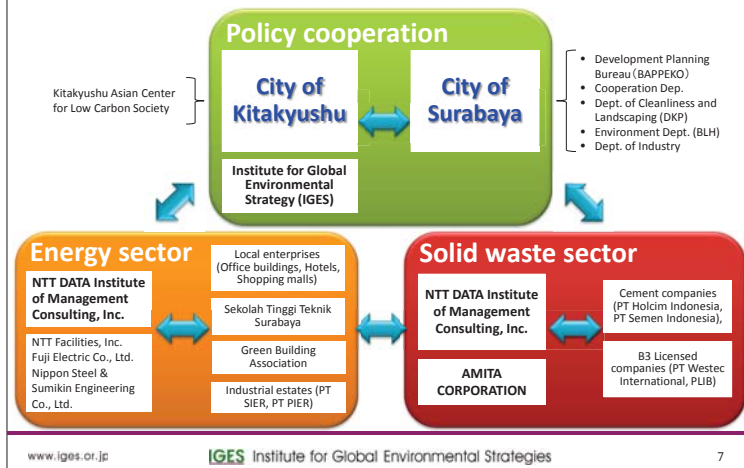 Policy cooperation
Kitakyushu Asian Center
for Low Carbon Society
City of
Kitakyushu
City of
Surabaya
• Development Planning
Bureau (BAPPEKO)
• Cooperation Dep.
• Dept. of Cleanliness and
Landscaping (DKP)
• Environment Dept. (BLH)
• Dept. of Industry
Institute for Global
Environmental
Strategy (IGES)
Energy sector
NTT DATA Institute
of Management
Consulting, Inc.
NTT Facilities, Inc.
Fuji Electric Co., Ltd.
Nippon Steel &
Sumikin Engineering
Co., Ltd.
Local enterprises
(Office buildings, Hotels,
Shopping malls)
Sekolah Tinggi Teknik
Surabaya
Green Building
Association
Industrial estates (PT
SIER, PT PIER)
Solid waste sector
NTT DATA Institute
of Management
Consulting, Inc.
AMITA
CORPORATION
Cement companies
(PT Holcim Indonesia,
PT Semen Indonesia),
B3 Licensed
companies (PT Westec
International, PLIB)
www.iges.or.jp
IGES Institute for Global Environmental Strategies
7